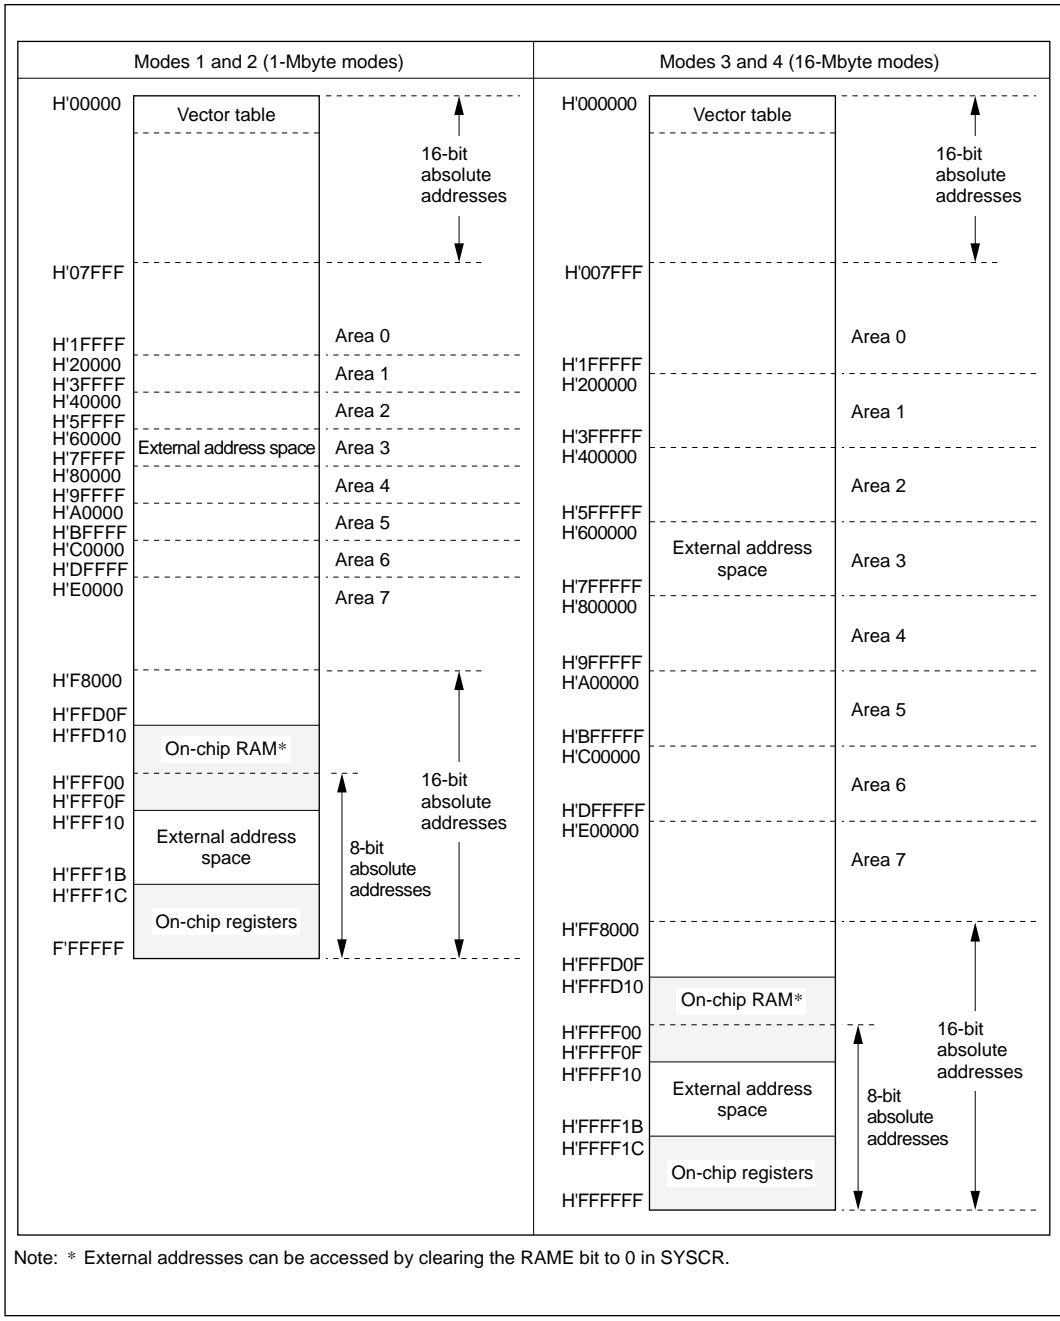 Modes 1 and 2 (1-Mbyte modes)
H'00000
Vector table
16-bit
absolute
addresses
H'07FFF
Area 0
H'1FFFF
H'20000
Area 1
H'3FFFF
H'40000
Area 2
H'5FFFF
H'60000
External address space
Area 3
H'7FFFF
H'80000
Area 4
H'9FFFF
H'A0000
Area 5
H'BFFFF
H'C0000
Area 6
H'DFFFF
H'E0000
Area 7
H'F8000
H'FFD0F
H'FFD10
On-chip RAM*
H'FFF00
H'FFF0F
H'FFF10
16-bit
absolute
addresses
External address
space
8-bit
absolute
addresses
H'FFF1B
H'FFF1C
On-chip registers
F'FFFFF
Modes 3 and 4 (16-Mbyte modes)
H'000000
Vector table
16-bit
absolute
addresses
H'007FFF
Area 0
H'1FFFFF
H'200000
Area 1
H'3FFFFF
H'400000
Area 2
H'5FFFFF
H'600000
External address
space
Area 3
H'7FFFFF
H'800000
Area 4
H'9FFFFF
H'A00000
Area 5
H'BFFFFF
H'C00000
Area 6
H'DFFFFF
H'E00000
Area 7
H'FF8000
H'FFFD0F
H'FFFD10
On-chip RAM*
H'FFFF00
H'FFFF0F
H'FFFF10
16-bit
absolute
addresses
External address
space
8-bit
absolute
addresses
H'FFFF1B
H'FFFF1C
On-chip registers
H'FFFFFF
Note: * External addresses can be accessed by clearing the RAME bit to 0 in SYSCR.